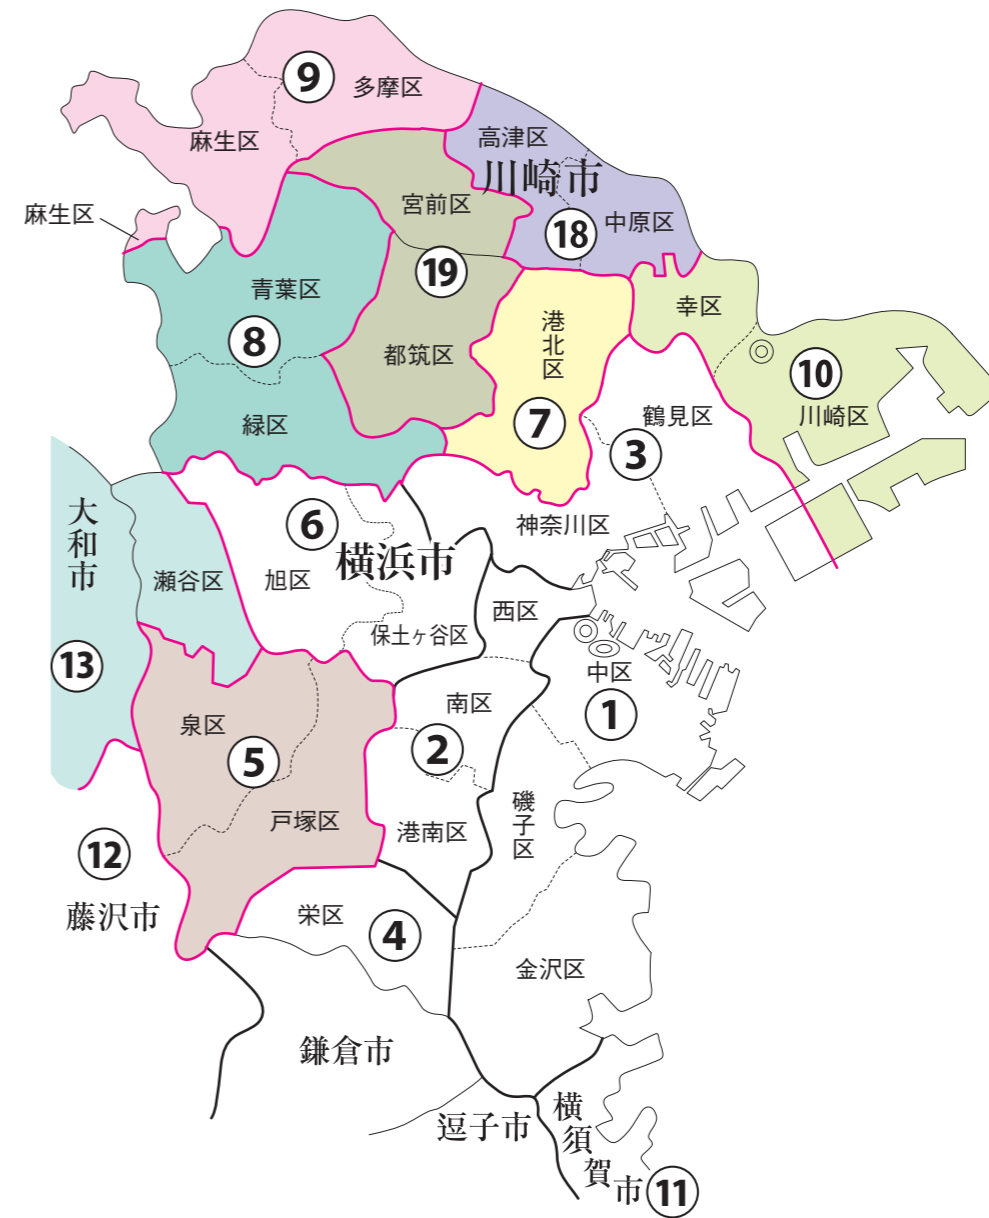 ⑨
多摩区
麻生区
麻生区
高津区
川崎市
宮前区
⑱
中原区
⑲
青葉区
⑧
幸区
港北区
都筑区
⑩
川崎区
緑区
⑦
鶴見区
③
大和市
⑥
神奈川区
横浜市
瀬谷区
旭区
西区
保土ヶ谷区
⑬
中区
①
泉区
南区
⑤
②
戸塚区
港南区
磯子区
⑫
藤沢市
栄区
④
金沢区
鎌倉市
逗子市
横須賀市
⑪